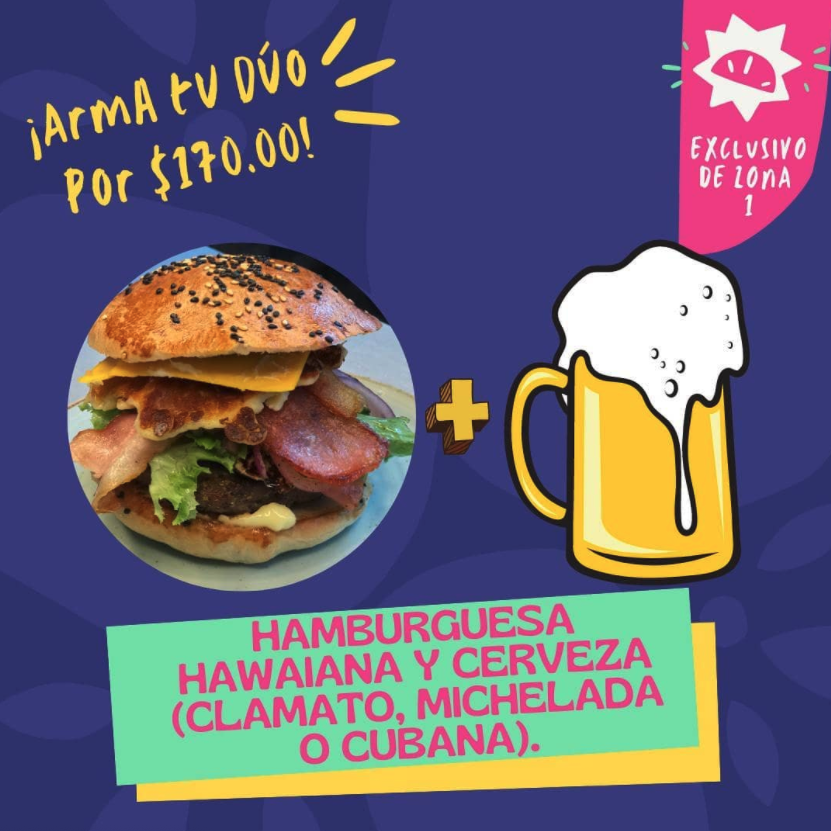 ¡ArmA tU DÚO
Por $170.00!
EXCLUSIVO
DE ZONA
1
HAMBURGUESA
HAWAIANA Y CERVEZA
(CLAMATO, MICHELADA
O CUBANA).